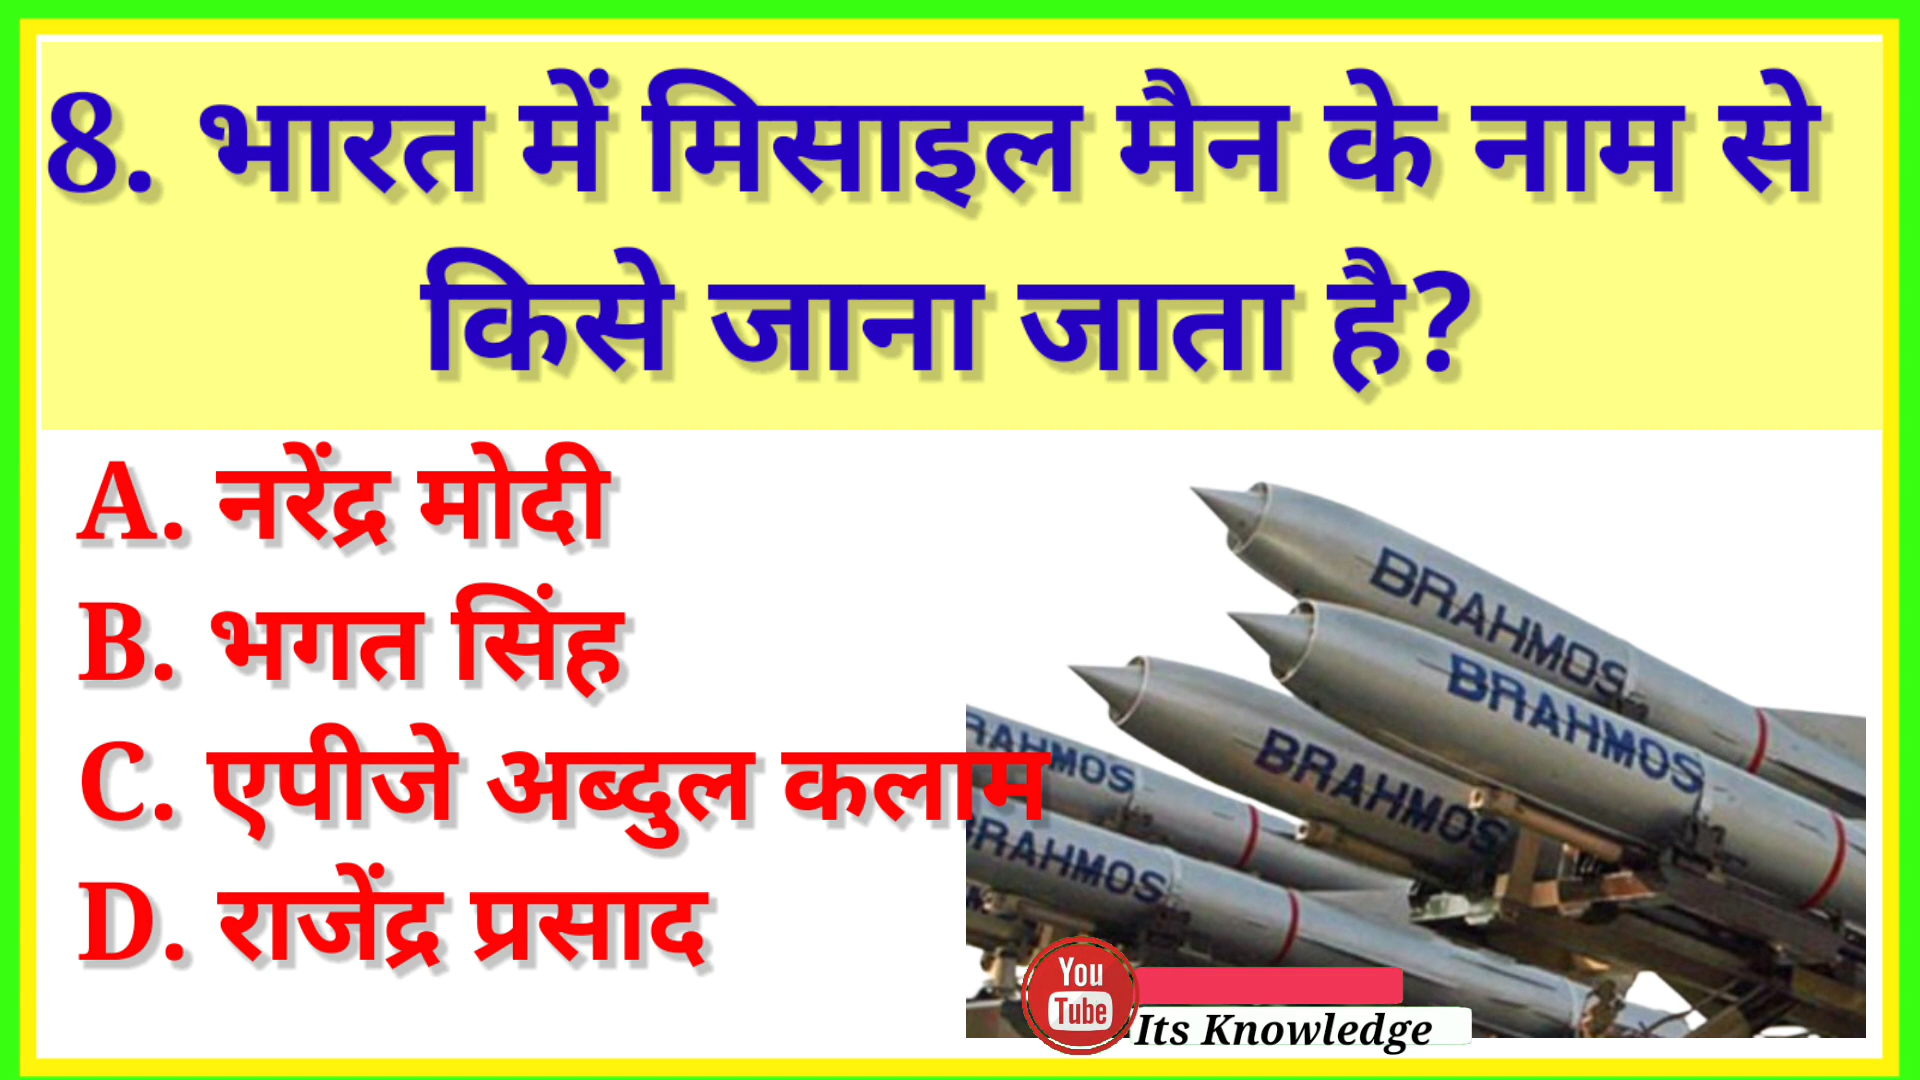 8. भारत में मिसाइल मैन के नाम से
किसे जाना जाता है?
A. नरेंद्र मोदी
B. भगत सिंह
C. एपीजे अब्दुल कलाम
D. राजेंद्र प्रसाद
BRAHMOS
BRAHMOS
BRAHMOS
RAHMOS
BRAHMOS
You
Tube
Its Knowledge